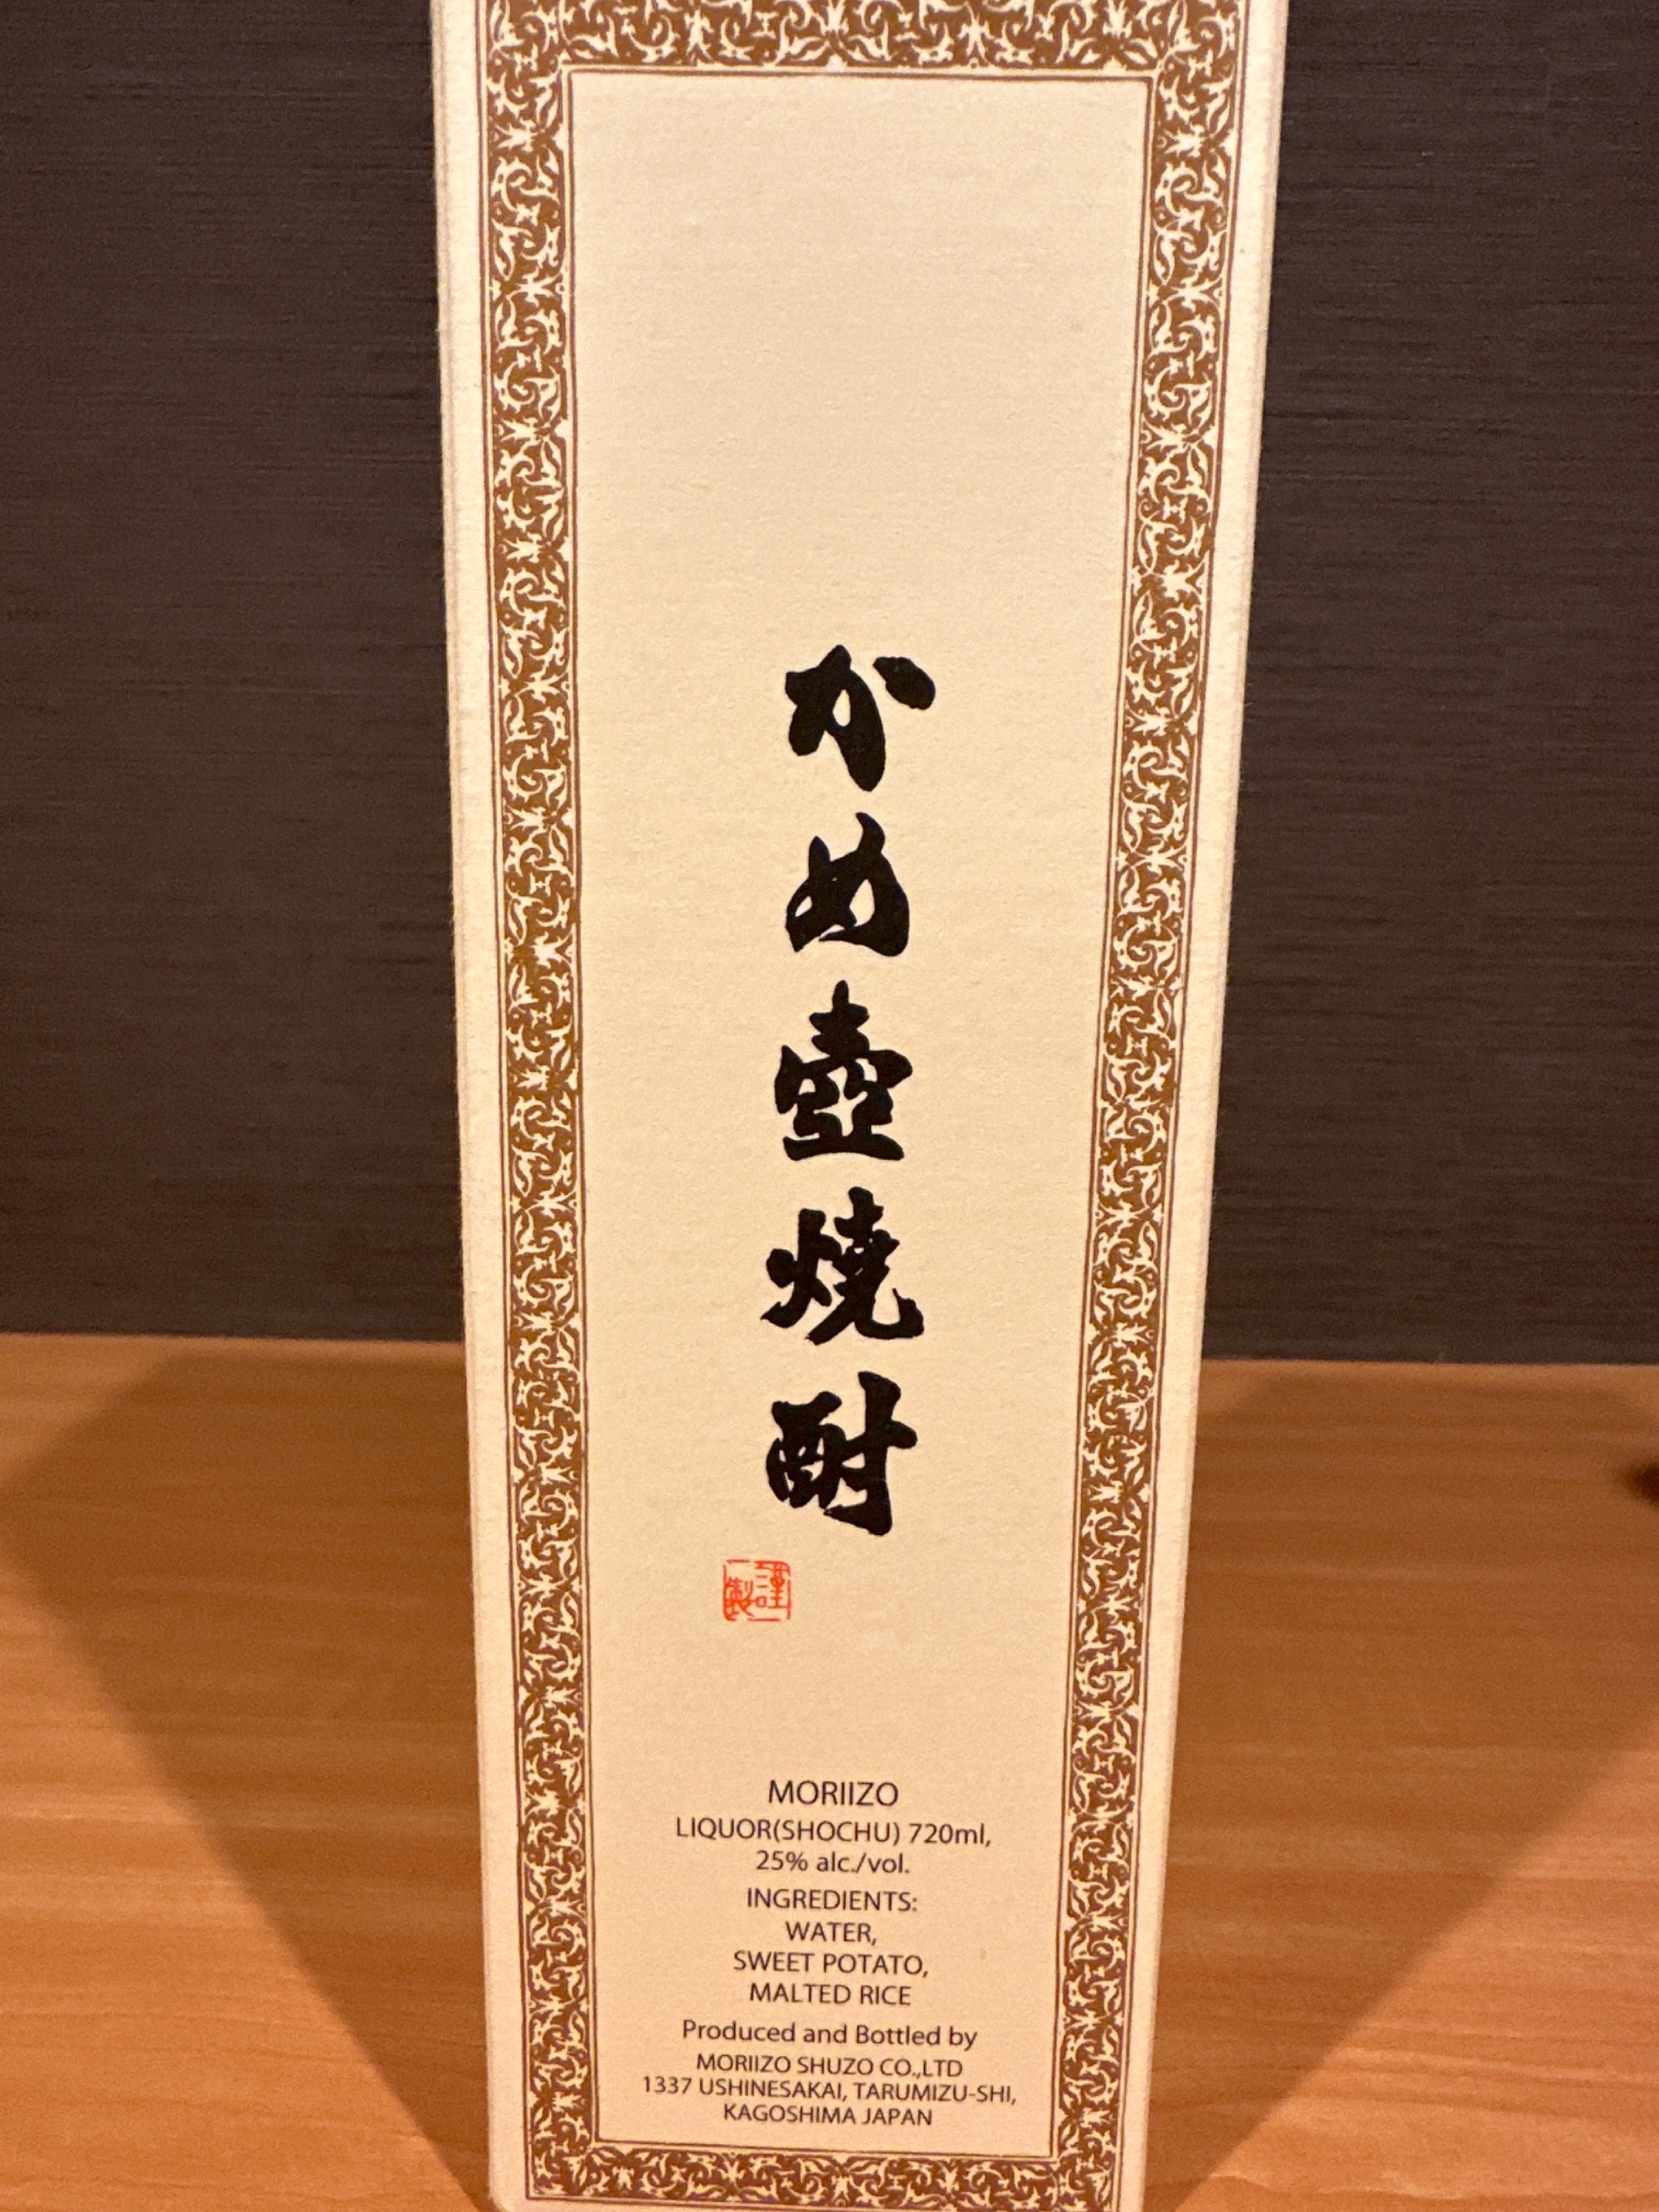 かめ壺焼酎
謹製
MORIIZO
LIQUOR(SHOCHU) 720ml,
25% alc./vol.
INGREDIENTS:
WATER,
SWEET POTATO,
MALTED RICE
Produced and Bottled by
MORIIZO SHUZO CO.,LTD
1337 USHINESAKAI, TARUMIZU-SHI,
KAGOSHIMA JAPAN